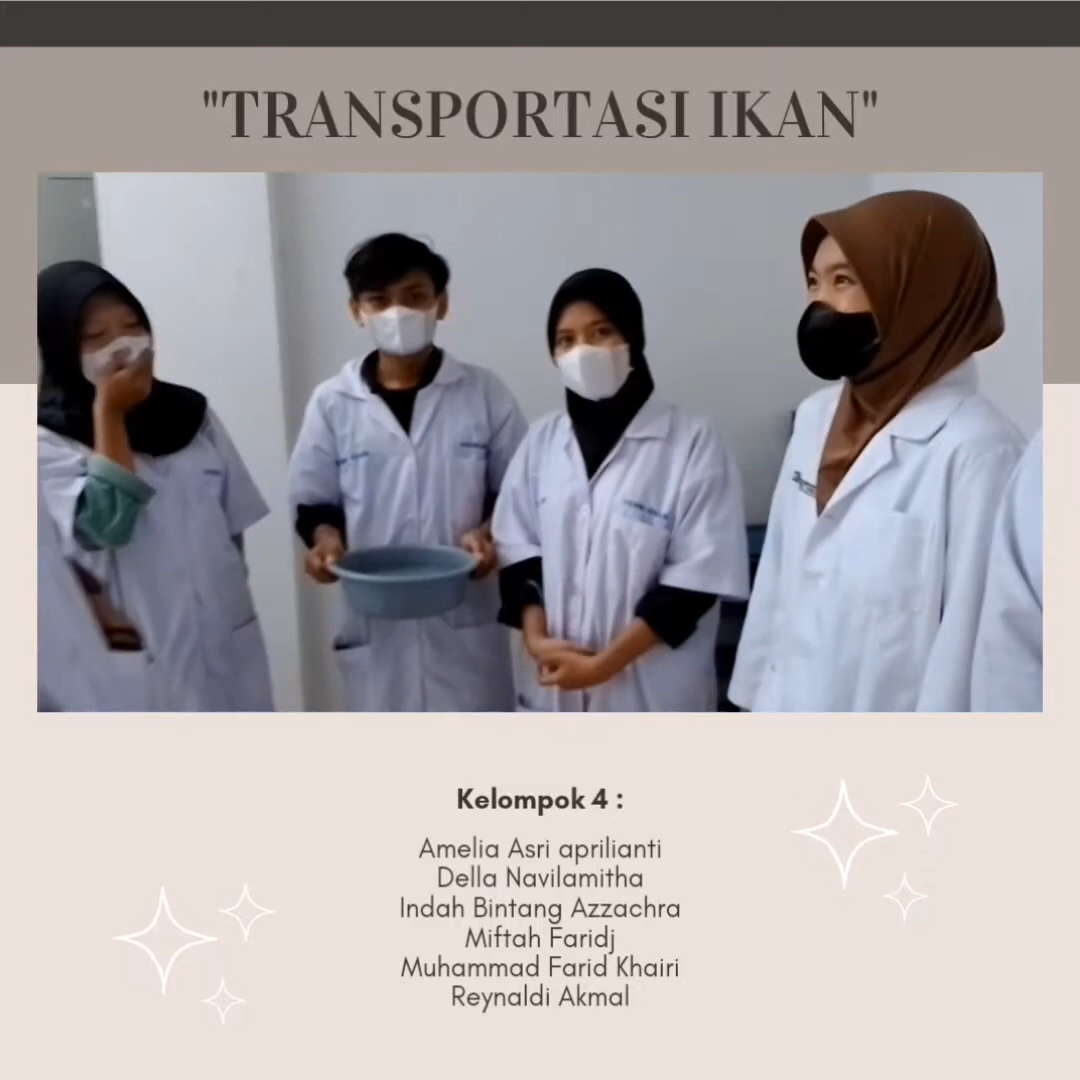 "TRANSPORTASI IKAN"
Kelompok 4 :
Amelia Asri aprilianti
Della Navilamitha
Indah Bintang Azzachra
Miftah Faridj
Muhammad Farid Khairi
Reynaldi Akmal